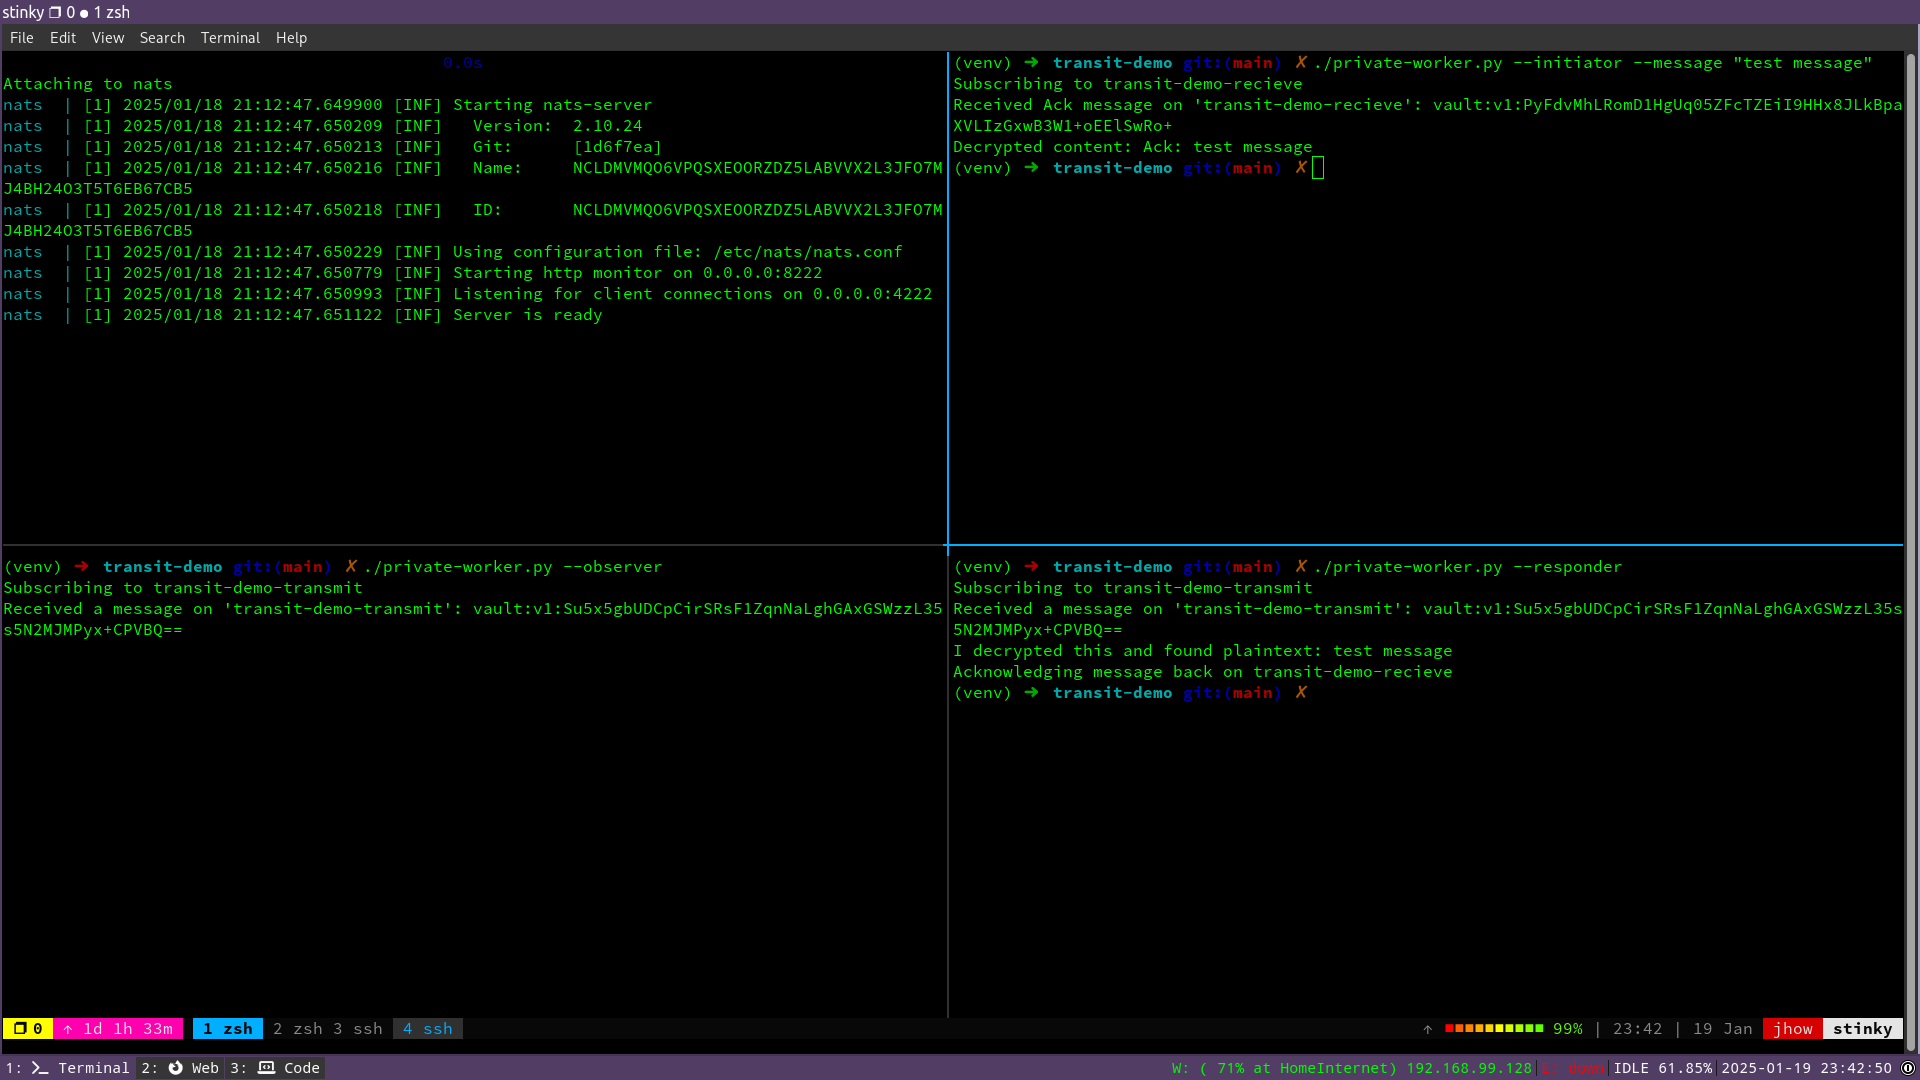 stinky 0 ● 1 zsh
File Edit View Search Terminal Help
0.0s
Attaching to nats
nats  | [1] 2025/01/18 21:12:47.649900 [INF] Starting nats-server
nats  | [1] 2025/01/18 21:12:47.650209 [INF]   Version:  2.10.24
nats  | [1] 2025/01/18 21:12:47.650213 [INF]   Git:      [1d6f7ea]
nats  | [1] 2025/01/18 21:12:47.650216 [INF]   Name:     NCLDMVMQO6VPQSXEOORZDZ5LABVVX2L3JFO7M
J4BH24O3T5T6EB67CB5
nats  | [1] 2025/01/18 21:12:47.650218 [INF]   ID:       NCLDMVMQO6VPQSXEOORZDZ5LABVVX2L3JFO7M
J4BH24O3T5T6EB67CB5
nats  | [1] 2025/01/18 21:12:47.650229 [INF] Using configuration file: /etc/nats/nats.conf
nats  | [1] 2025/01/18 21:12:47.650779 [INF] Starting http monitor on 0.0.0.0:8222
nats  | [1] 2025/01/18 21:12:47.650993 [INF] Listening for client connections on 0.0.0.0:4222
nats  | [1] 2025/01/18 21:12:47.651122 [INF] Server is ready
(venv) ➜  transit-demo git:(main) ✗ ./private-worker.py --initiator --message "test message"
Subscribing to transit-demo-recieve
Received Ack message on 'transit-demo-recieve': vault:v1:PyFdvMhLRomD1HgUq05ZFcTZEiI9HHx8JLkBpa
XVLIzGxwB3W1+oEElSwRo+
Decrypted content: Ack: test message
(venv) ➜  transit-demo git:(main) ✗
(venv) ➜  transit-demo git:(main) ✗ ./private-worker.py --observer
Subscribing to transit-demo-transmit
Received a message on 'transit-demo-transmit': vault:v1:Su5x5gbUDCpCirSRsF1ZqnNaLghGAxGSWzzL35
s5N2MJMPyx+CPVBQ==
(venv) ➜  transit-demo git:(main) ✗ ./private-worker.py --responder
Subscribing to transit-demo-transmit
Received a message on 'transit-demo-transmit': vault:v1:Su5x5gbUDCpCirSRsF1ZqnNaLghGAxGSWzzL35s
5N2MJMPyx+CPVBQ==
I decrypted this and found plaintext: test message
Acknowledging message back on transit-demo-recieve
(venv) ➜  transit-demo git:(main) ✗
0 ↑ 1d 1h 33m 1 zsh 2 zsh 3 ssh 4 ssh ↑ 99% | 23:42 | 19 Jan jhow stinky
1: Terminal 2: Web 3: Code W: ( 71% at HomeInternet) 192.168.99.128 E: down IDLE 61.85% 2025-01-19 23:42:50